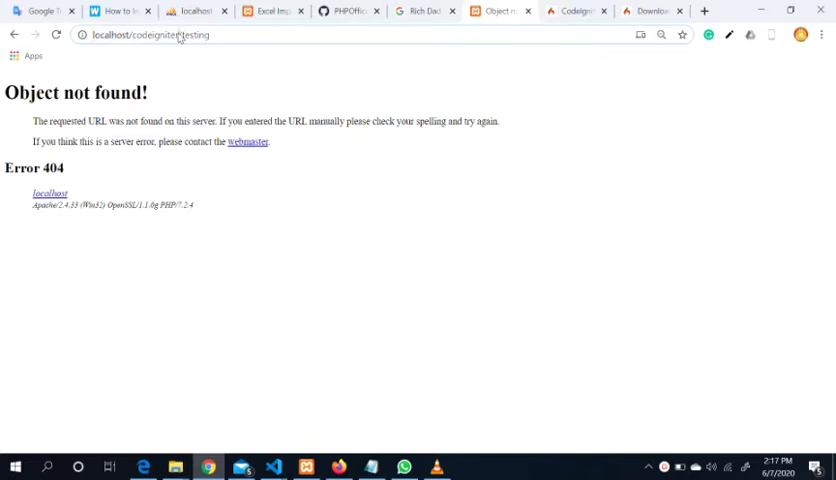 Google Tr
How to In
localhost
Excel Imp
PHPOffic
Rich Dad
Object no
CodeIgnit
Downloa
localhost/codeigniter/testing
Apps
Object not found!
The requested URL was not found on this server. If you entered the URL manually please check your spelling and try again.
If you think this is a server error, please contact the webmaster.
Error 404
localhost
Apache/2.4.33 (Win32) OpenSSL/1.1.0g PHP/7.2.4
2:17 PM
6/7/2020